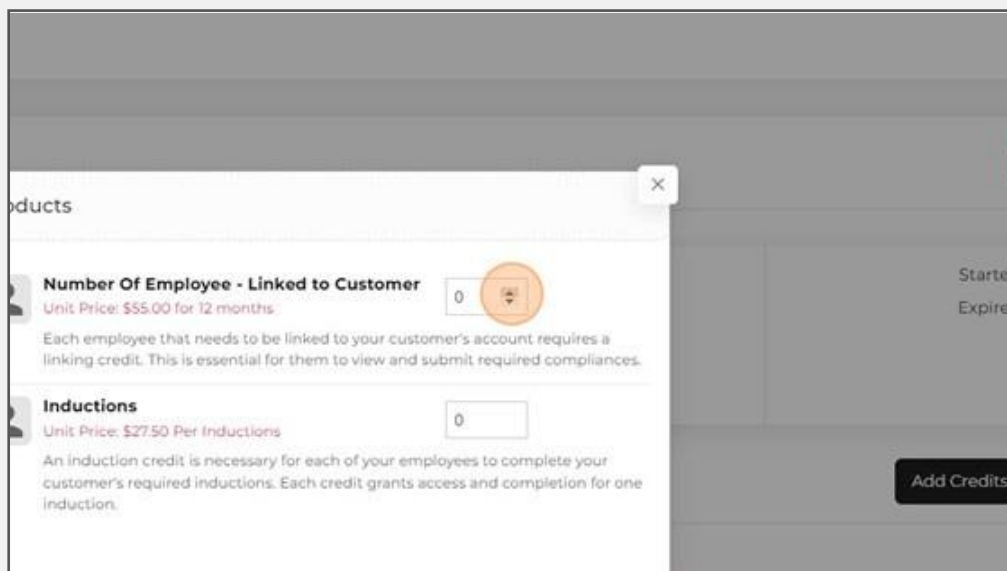 oducts
Number Of Employee - Linked to Customer
0
Unit Price: $55.00 for 12 months
Each employee that needs to be linked to your customer's account requires a
linking credit. This is essential for them to view and submit required compliances.
Inductions
0
Unit Price: $27.50 Per Inductions
An induction credit is necessary for each of your employees to complete your
customer's required inductions. Each credit grants access and completion for one
induction.
Starte
Expire
Add Credits